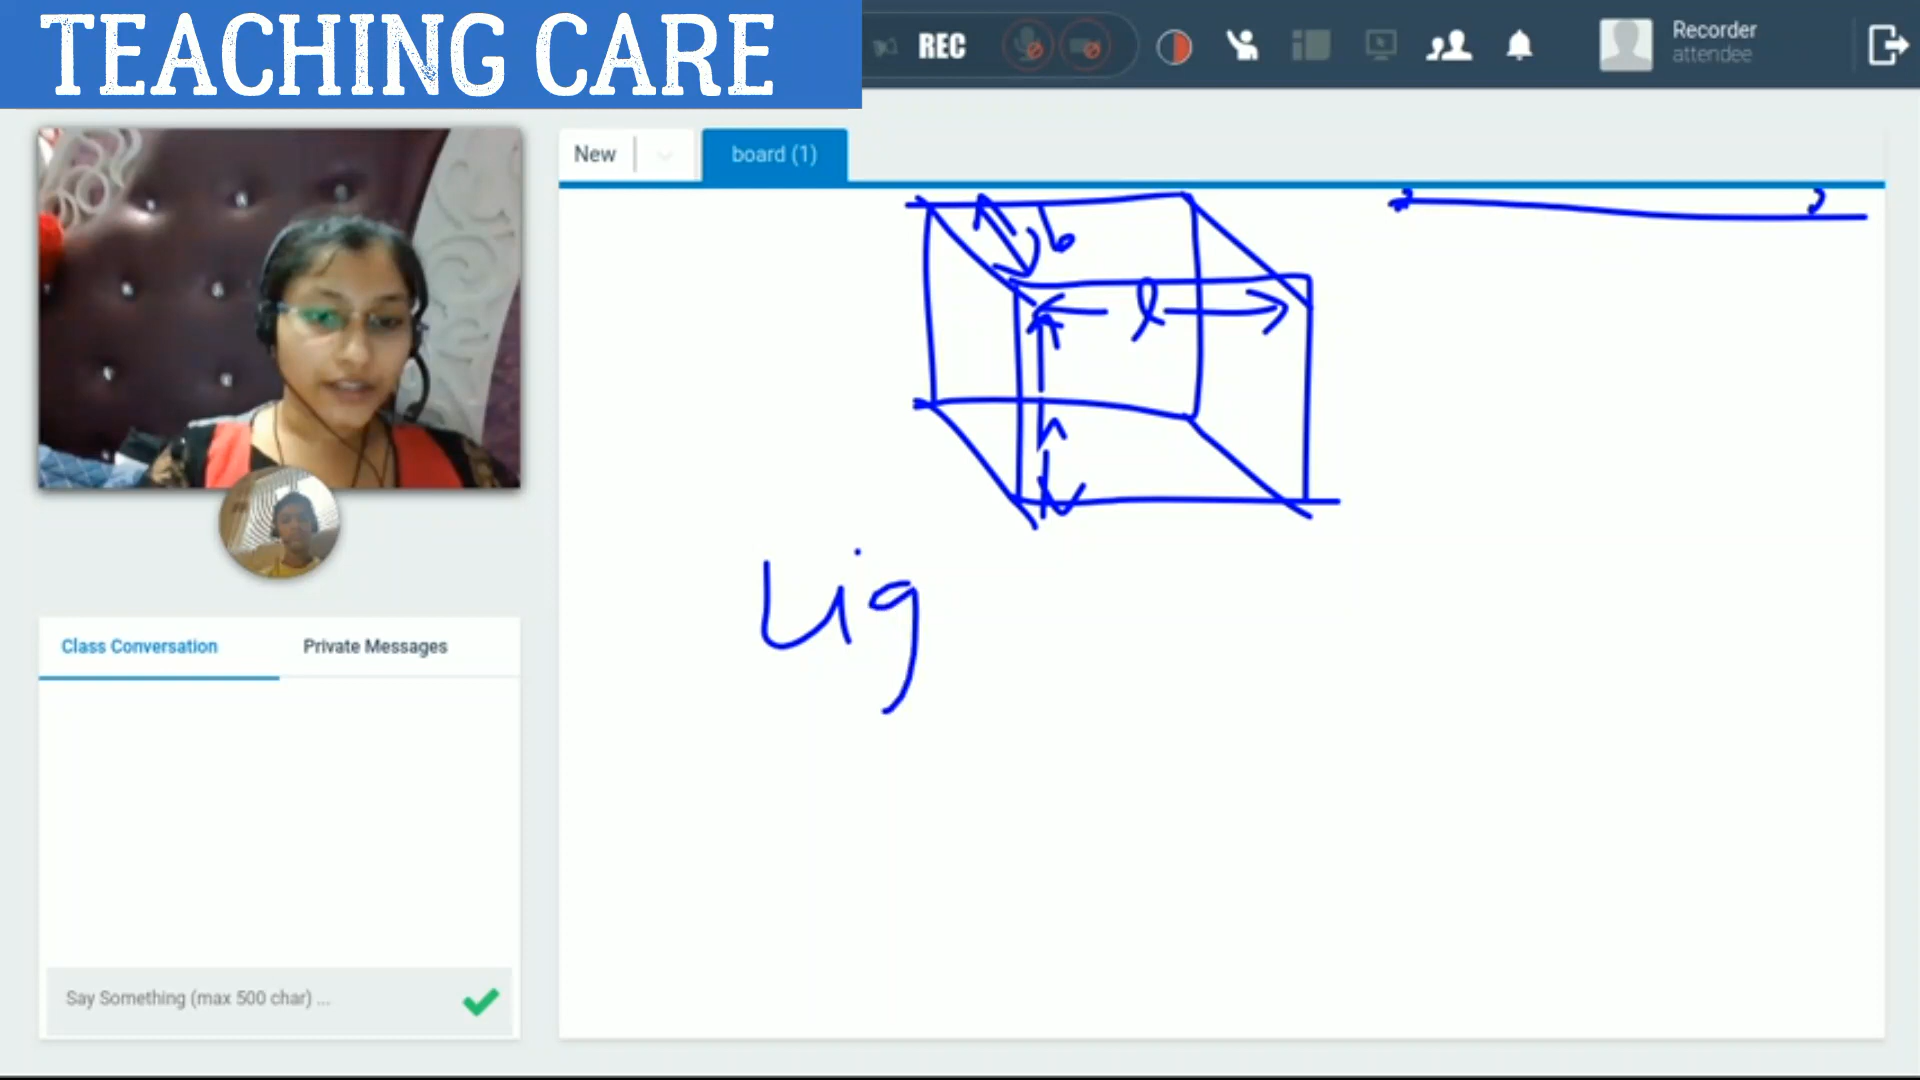 TEACHING CARE
REC
Recorder
attendee
New
board (1)
b
l
h
Lig
Class Conversation
Private Messages
Say Something (max 500 char) ...